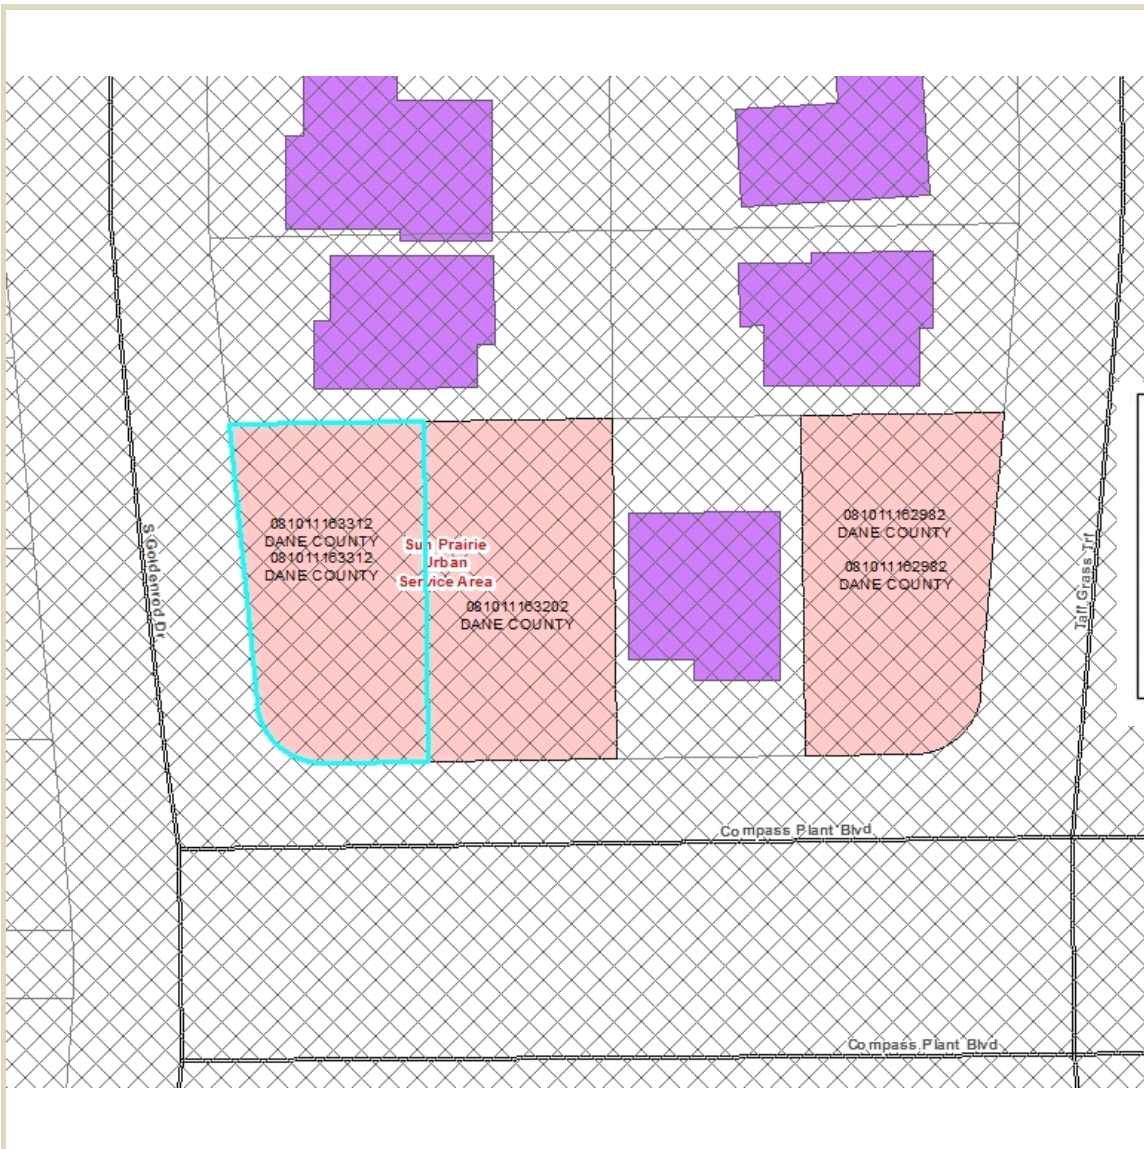 081011163312
DANE COUNTY
081011163312
DANE COUNTY
Sun Prairie
Urban
Service Area
081011163202
DANE COUNTY
081011162982
DANE COUNTY
081011162982
DANE COUNTY
S Goldenrod Dr
Tall Grass Trl
Compass Plant Blvd
Compass Plant Blvd